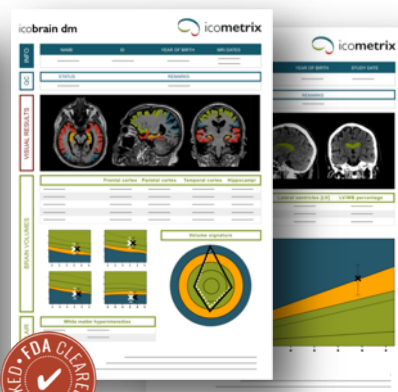 icobrain dm
icometrix
INFO
NAME
ID
YEAR OF BIRTH
MRI DATES
QC
STATUS
REMARKS
VISUAL RESULTS
BRAIN VOLUMES
Frontal cortex
Parietal cortex
Temporal cortex
Hippocampi
Volume signature
White matter hyperintensities
KED • FDA CLEARE
icometrix
YEAR OF BIRTH
STUDY DATE
REMARKS
Lateral ventricles (LV)
LV/WB percentage